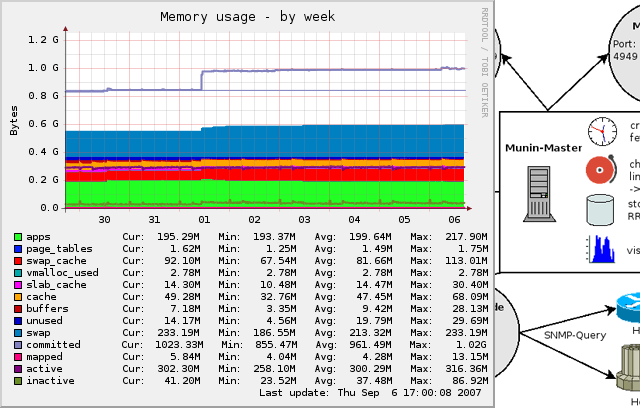 Memory usage - by week
RRDTOOL / TOBI OETIKER
Bytes
1.2 G
1.0 G
0.8 G
0.6 G
0.4 G
0.2 G
0.0
30 31 01 02 03 04 05 06
apps Cur: 195.29M Min: 193.37M Avg: 199.64M Max: 217.90M
page_tables Cur: 1.62M Min: 1.25M Avg: 1.49M Max: 1.75M
swap_cache Cur: 92.10M Min: 67.54M Avg: 81.66M Max: 113.01M
vmalloc_used Cur: 2.78M Min: 2.78M Avg: 2.78M Max: 2.78M
slab_cache Cur: 14.30M Min: 10.48M Avg: 14.47M Max: 30.40M
cache Cur: 49.28M Min: 32.76M Avg: 47.45M Max: 68.09M
buffers Cur: 7.18M Min: 3.35M Avg: 9.42M Max: 28.13M
unused Cur: 14.17M Min: 4.56M Avg: 19.79M Max: 29.69M
swap Cur: 233.19M Min: 186.55M Avg: 213.32M Max: 233.19M
committed Cur: 1023.33M Min: 855.47M Avg: 961.49M Max: 1.02G
mapped Cur: 5.84M Min: 4.04M Avg: 4.28M Max: 13.15M
active Cur: 302.30M Min: 258.10M Avg: 300.29M Max: 316.36M
inactive Cur: 41.20M Min: 23.52M Avg: 37.48M Max: 86.92M
Last update: Thu Sep 6 17:00:08 2007
M
Port:
4949
Munin-Master
cr
fe
ch
lin
->
sto
RR
vis
de
SNMP-Query
H
Ho